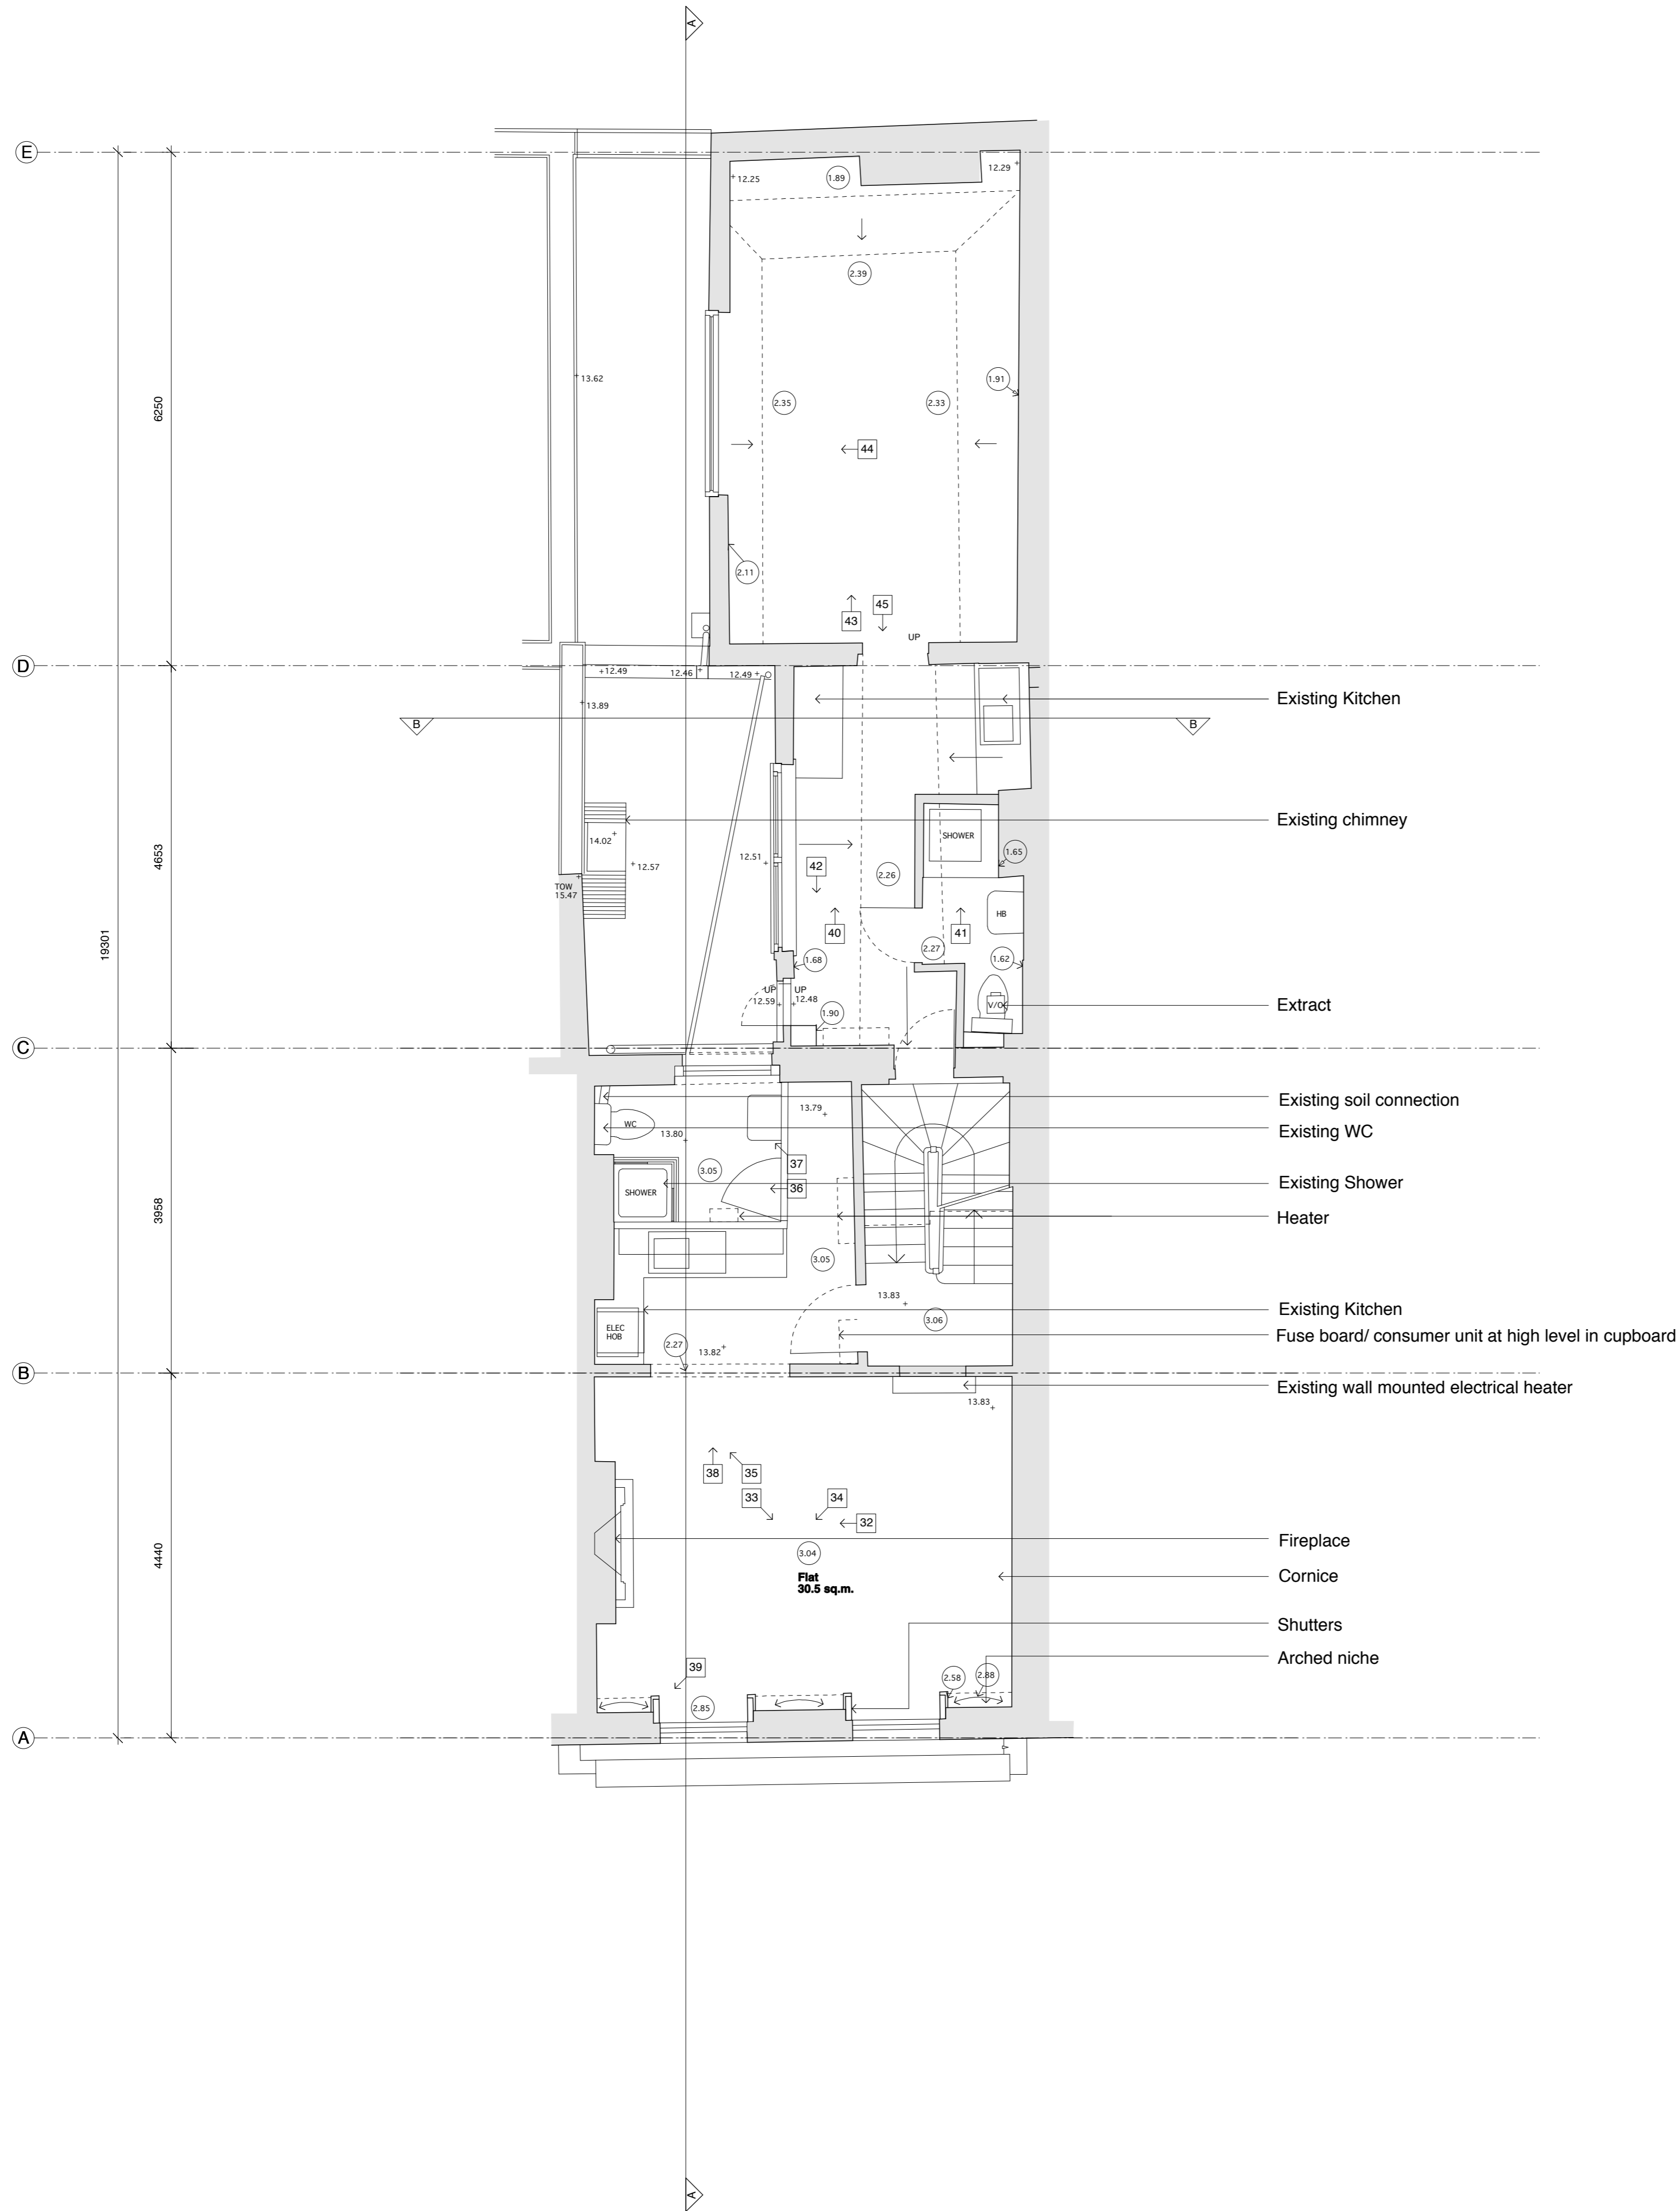 A
E
12.25
1.89
12.29
2.39
13.62
1.91
2.35
2.33
6250
44
2.11
45
43
UP
D
12.49
12.46
12.49
Existing Kitchen
13.89
B
B
Existing chimney
14.02
SHOWER
4653
12.51
1.65
12.57
42
2.26
TOW
15.47
HB
40
41
19301
2.27
1.68
1.62
UP
UP
12.59
12.48
V/O
Extract
1.90
C
Existing soil connection
13.79
WC
13.80
Existing WC
37
3.05
Existing Shower
36
SHOWER
3958
Heater
3.05
13.83
Existing Kitchen
3.06
ELEC
HOB
Fuse board/ consumer unit at high level in cupboard
2.27
13.82
B
Existing wall mounted electrical heater
13.83
38
35
33
34
32
Fireplace
3.04
4440
Flat
30.5 sq.m.
Cornice
Shutters
Arched niche
39
2.58
2.88
2.85
A
A